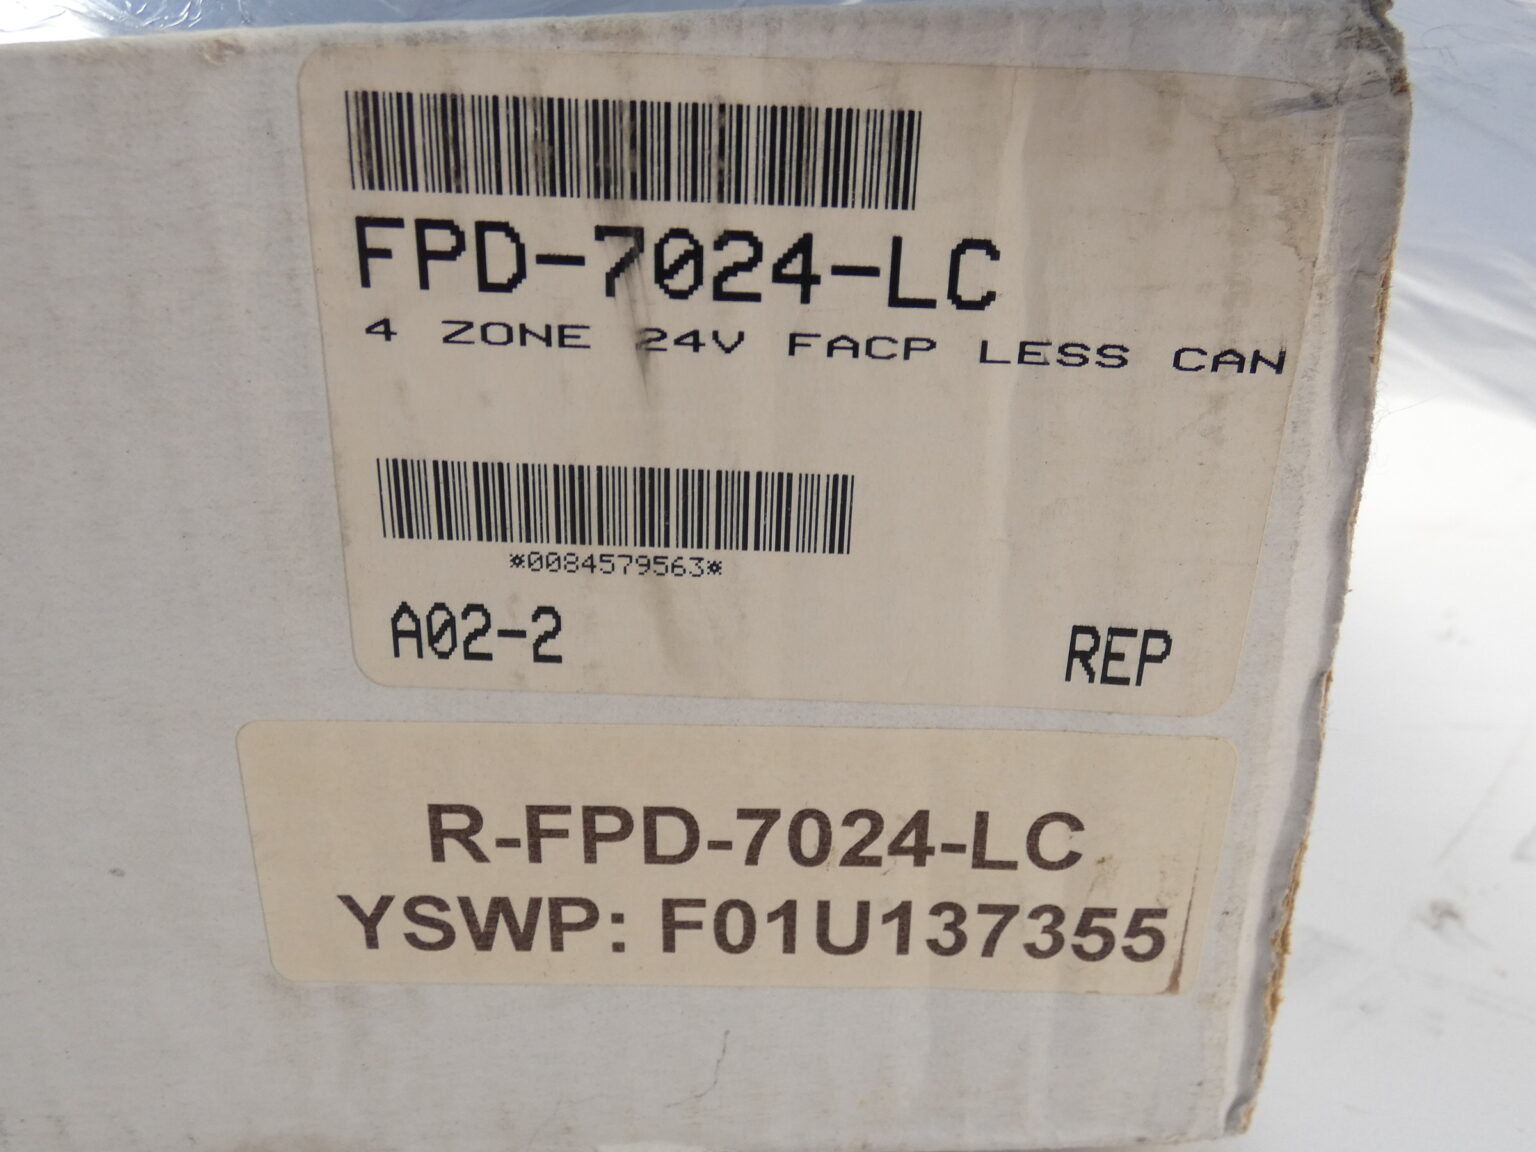 FPD-7024-LC
4 ZONE 24V FACP LESS CAN
*0084579563*
A02-2
REP
R-FPD-7024-LC
YSWP: F01U137355